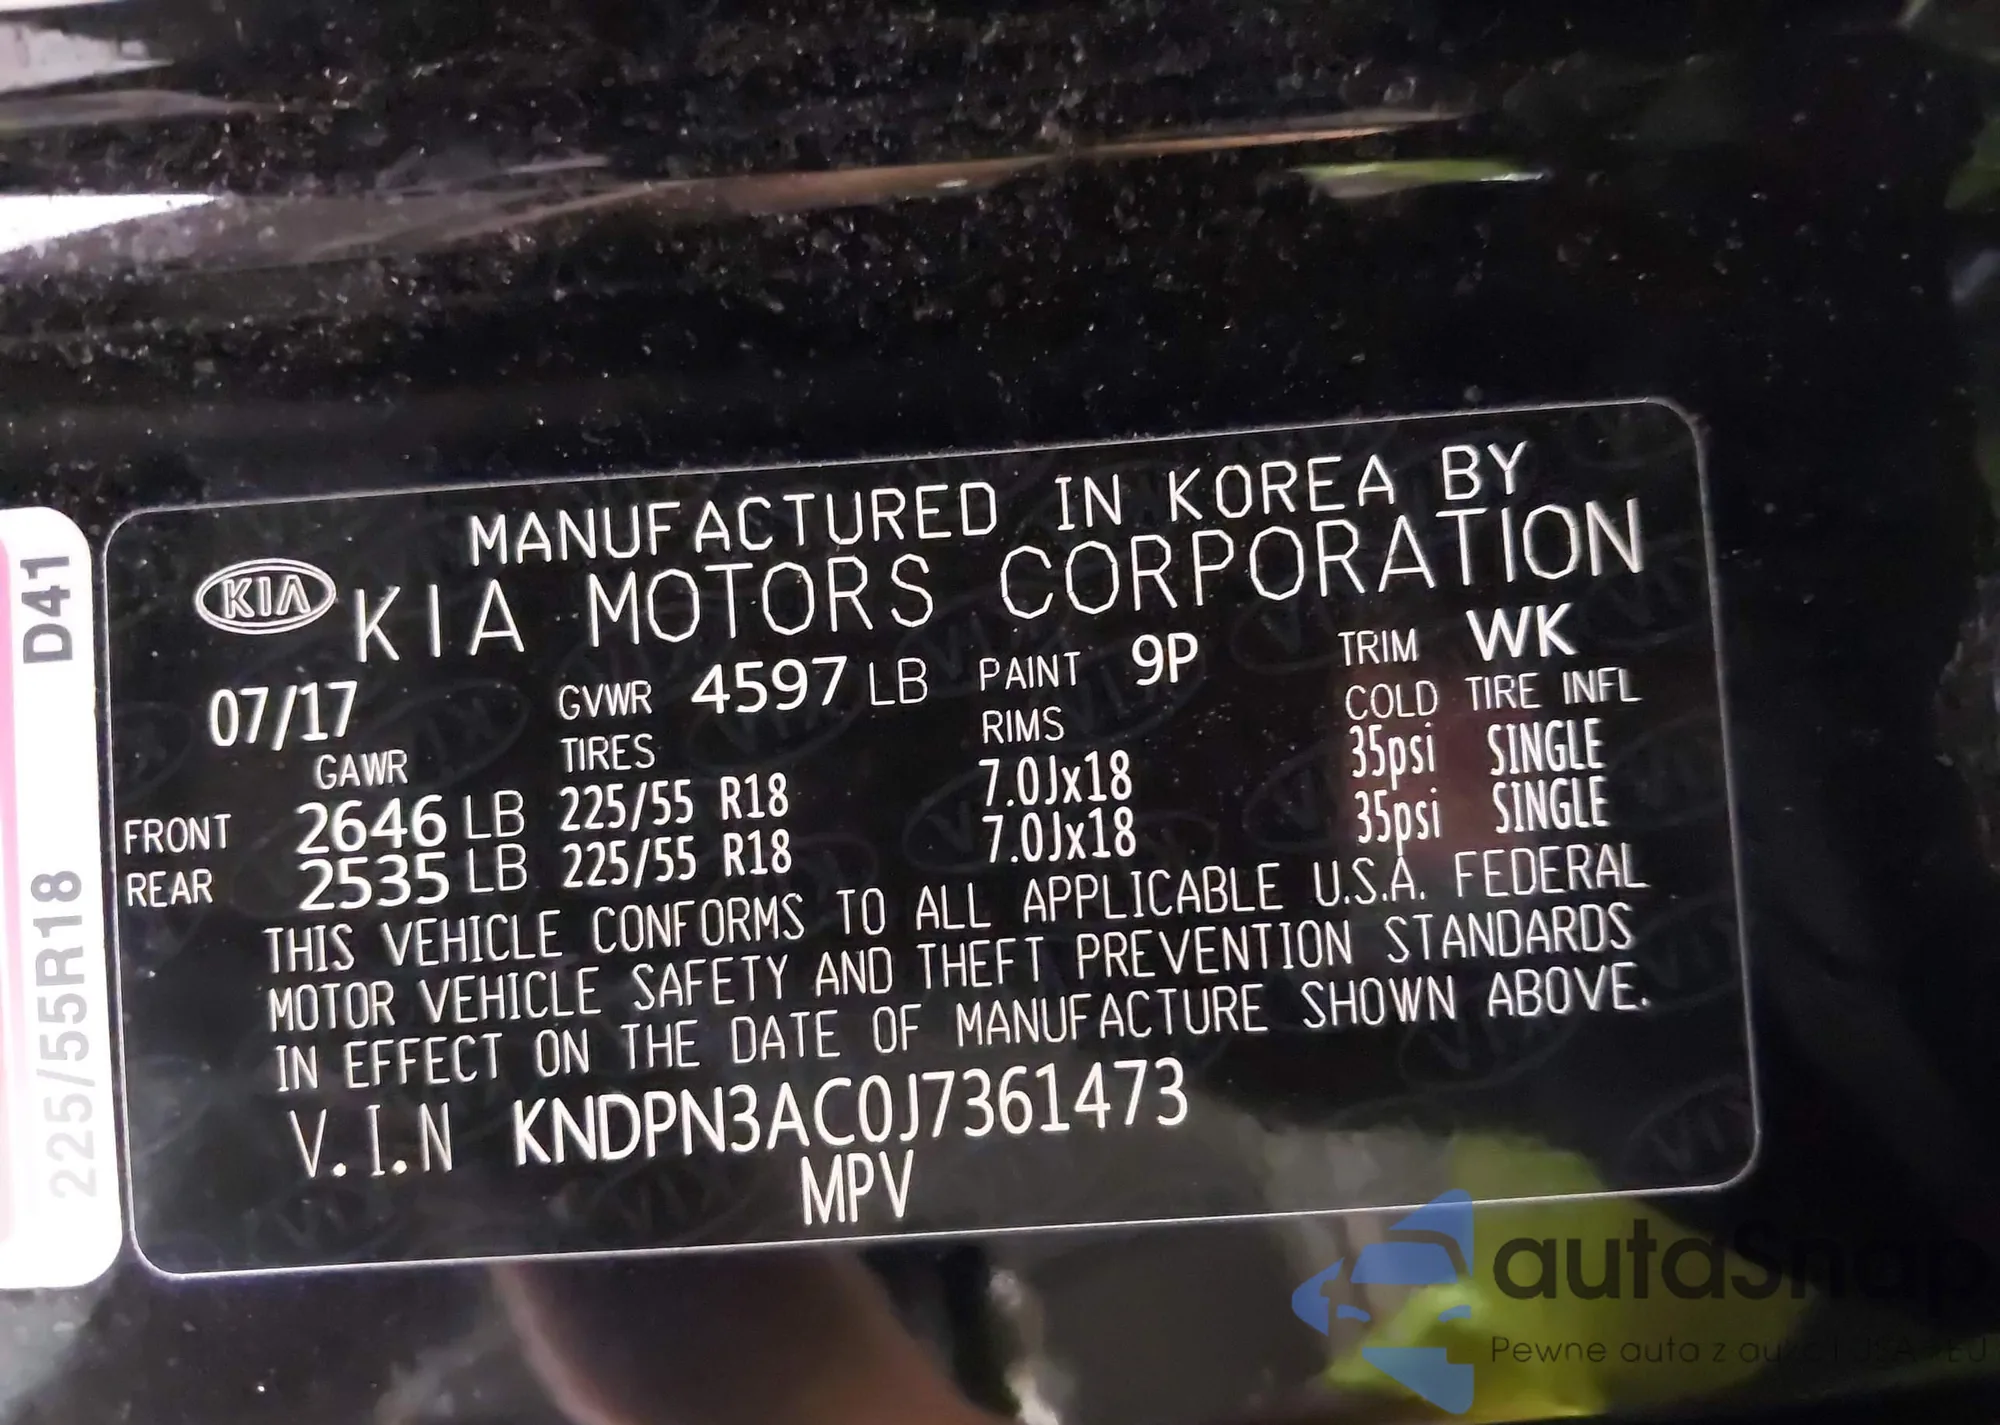 MANUFACTURED IN KOREA BY
KIA KIA MOTORS CORPORATION
07/17 GVWR 4597 LB PAINT 9P TRIM WK
GAWR TIRES RIMS COLD TIRE INFL
FRONT 2646 LB 225/55 R18 7.0Jx18 35psi SINGLE
REAR 2535 LB 225/55 R18 7.0Jx18 35psi SINGLE
THIS VEHICLE CONFORMS TO ALL APPLICABLE U.S.A. FEDERAL
MOTOR VEHICLE SAFETY AND THEFT PREVENTION STANDARDS
IN EFFECT ON THE DATE OF MANUFACTURE SHOWN ABOVE.
V.I.N KNDPN3AC0J7361473
MPV
225/55R18 D41
autaSnap
Pewne auta z